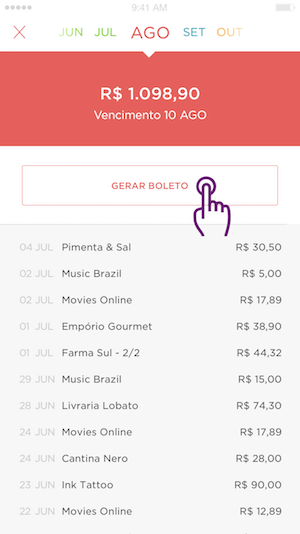 9:41 AM
JUN JUL AGO SET OUT
R$ 1.098,90
Vencimento 10 AGO
GERAR BOLETO
04 JUL Pimenta & Sal R$ 30,50
02 JUL Music Brazil R$ 5,00
02 JUL Movies Online R$ 17,89
01 JUL Empório Gourmet R$ 38,90
01 JUL Farma Sul - 2/2 R$ 44,32
29 JUN Music Brazil R$ 15,00
28 JUN Livraria Lobato R$ 74,30
24 JUN Movies Online R$ 17,89
24 JUN Cantina Nero R$ 28,00
23 JUN Ink Tattoo R$ 90,00
22 JUN Movies Online R$ 12,89